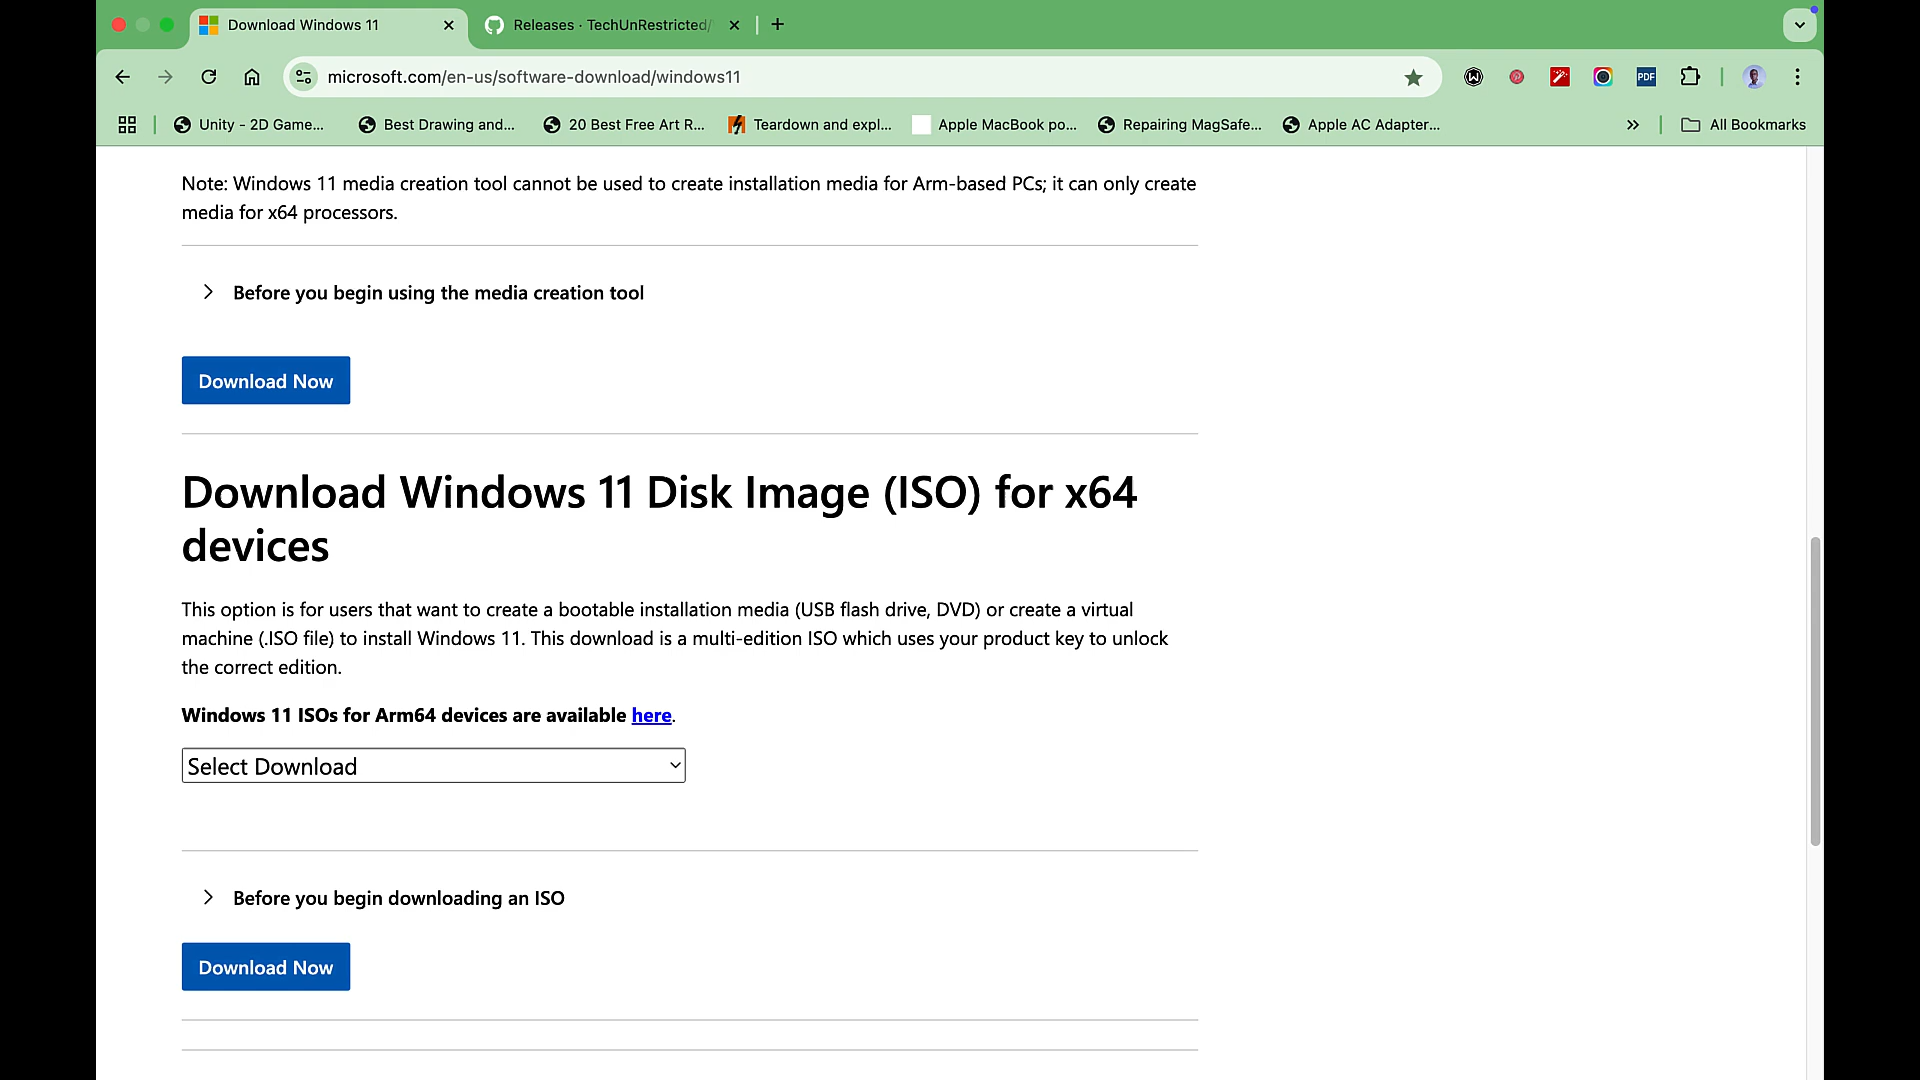 Download Windows 11
Releases · TechUnRestricted/
microsoft.com/en-us/software-download/windows11
PDF
Unity - 2D Game...
Best Drawing and...
20 Best Free Art R...
Teardown and expl...
Apple MacBook po...
Repairing MagSafe...
Apple AC Adapter...
All Bookmarks
Note: Windows 11 media creation tool cannot be used to create installation media for Arm-based PCs; it can only create
media for x64 processors.
Before you begin using the media creation tool
Download Now
Download Windows 11 Disk Image (ISO) for x64
devices
This option is for users that want to create a bootable installation media (USB flash drive, DVD) or create a virtual
machine (.ISO file) to install Windows 11. This download is a multi-edition ISO which uses your product key to unlock
the correct edition.
Windows 11 ISOs for Arm64 devices are available here.
Select Download
Before you begin downloading an ISO
Download Now